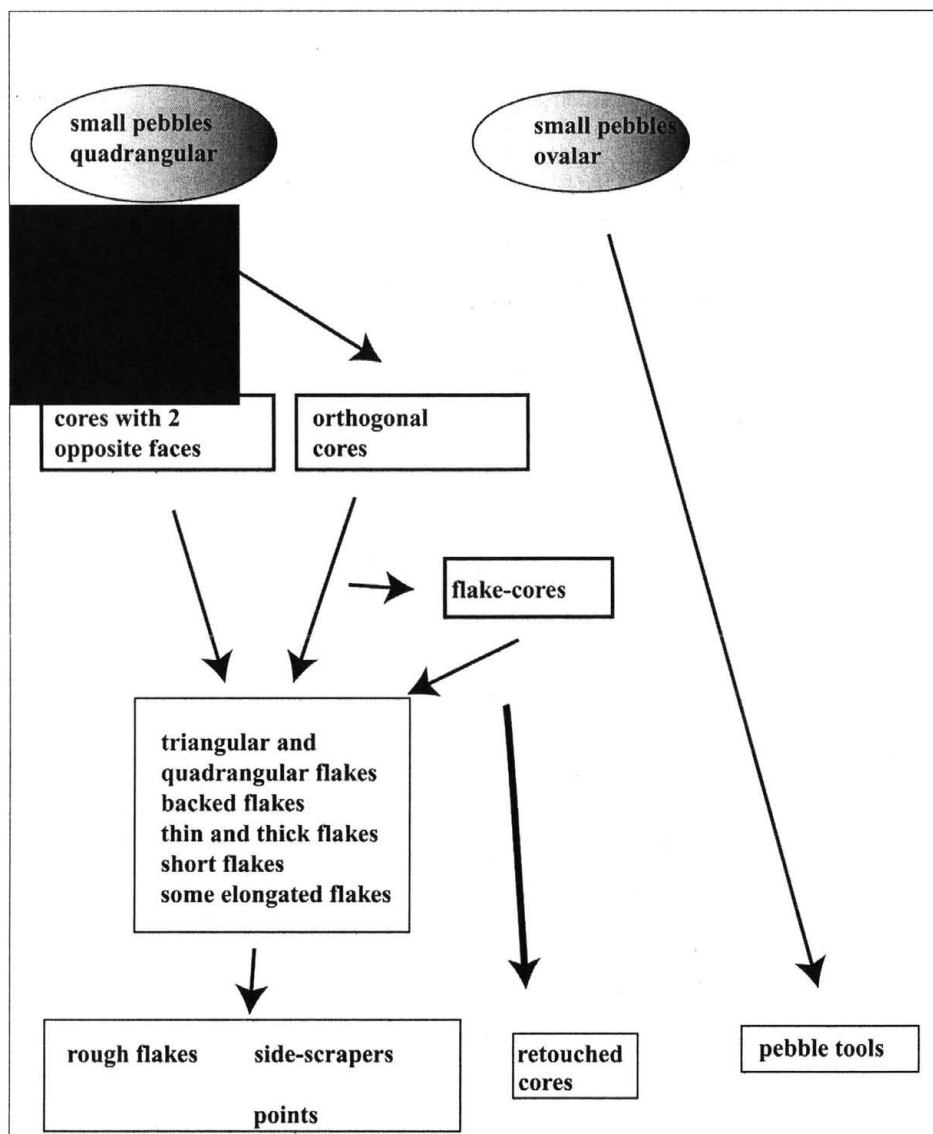 small pebbles
quadrangular
small pebbles
ovalar
cores with 2
opposite faces
orthogonal
cores
flake-cores
triangular and
quadrangular flakes
backed flakes
thin and thick flakes
short flakes
some elongated flakes
rough flakes side-scrapers
points
retouched
cores
pebble tools